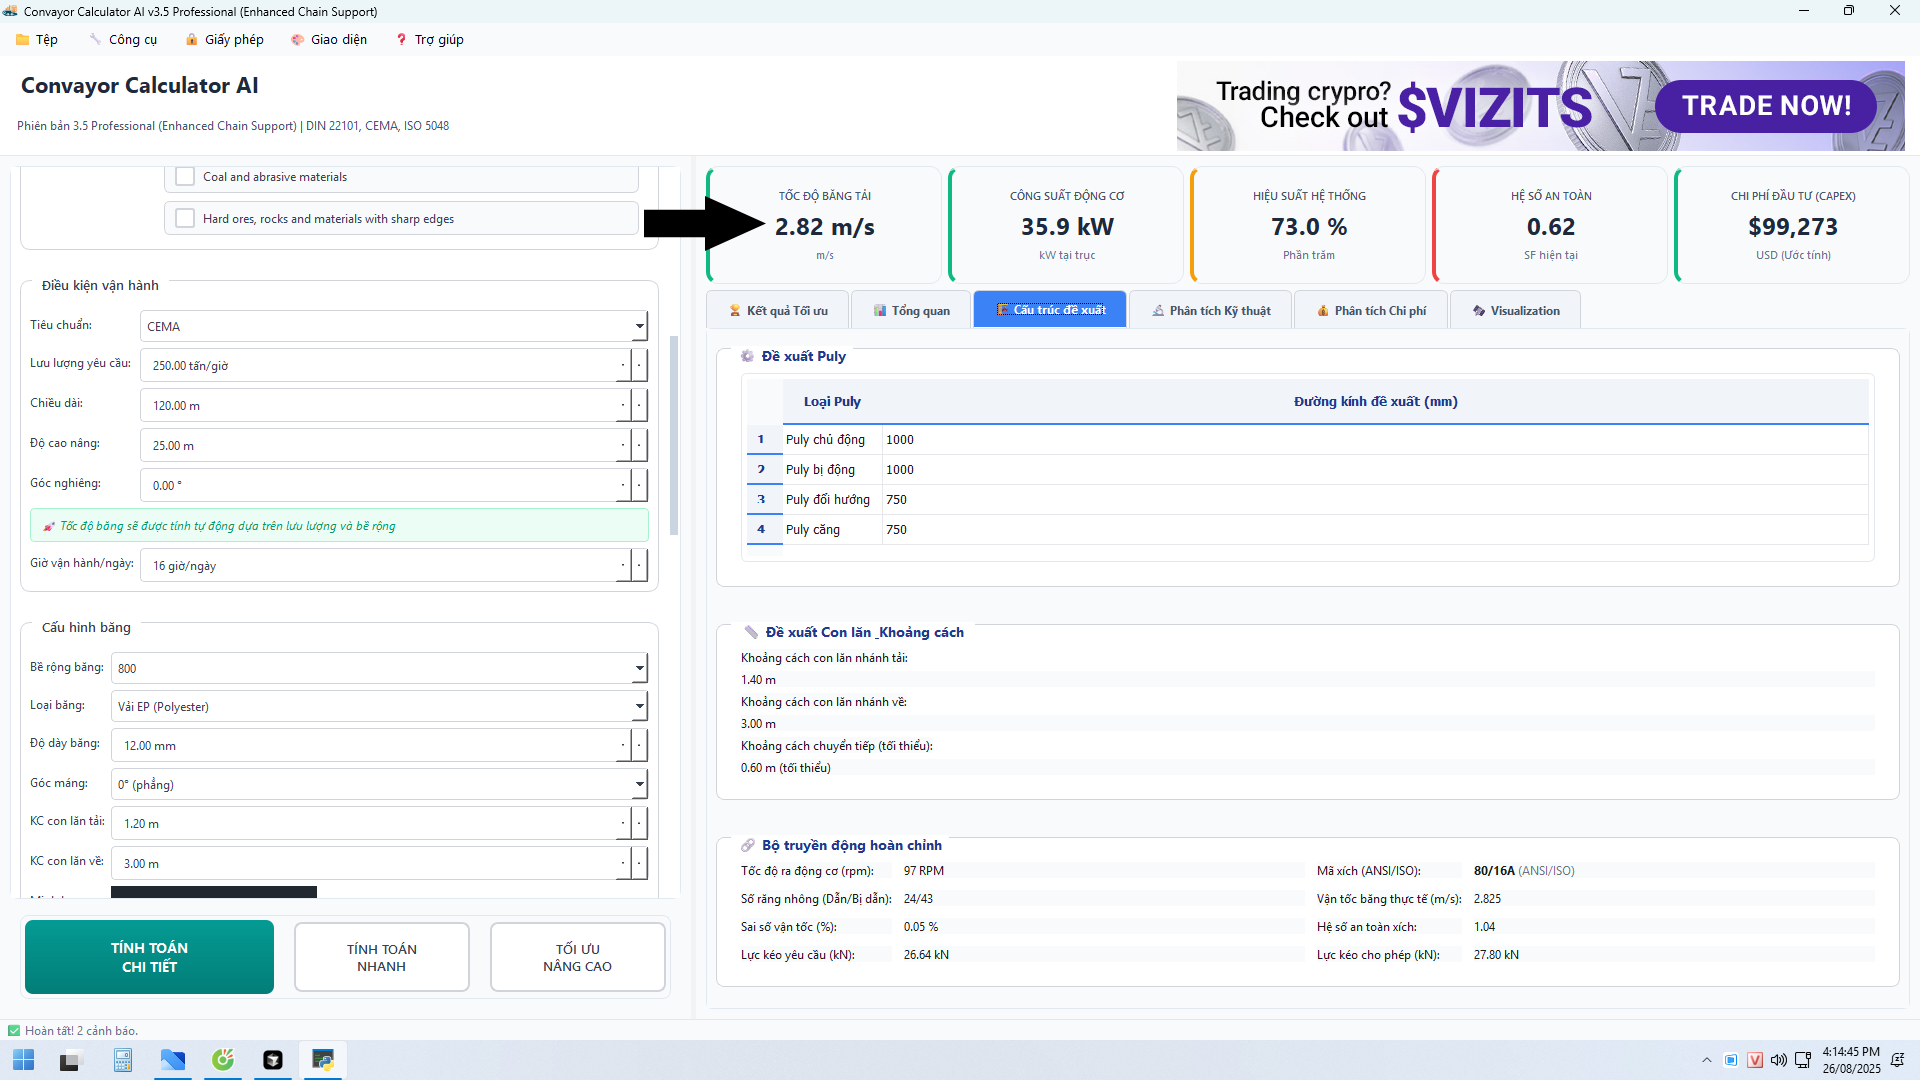 Convayor Calculator AI v3.5 Professional (Enhanced Chain Support)
Tệp
Công cụ
Giấy phép
Giao diện
Trợ giúp
Convayor Calculator AI
Phiên bản 3.5 Professional (Enhanced Chain Support) | DIN 22101, CEMA, ISO 5048
Trading crypro?
Check out
$VIZITS
TRADE NOW!
Coal and abrasive materials
Hard ores, rocks and materials with sharp edges
Điều kiện vận hành
Tiêu chuẩn:
CEMA
Lưu lượng yêu cầu:
250.00 tấn/giờ
Chiều dài:
120.00 m
Độ cao nâng:
25.00 m
Góc nghiêng:
0.00 °
Tốc độ băng sẽ được tính tự động dựa trên lưu lượng và bề rộng
Giờ vận hành/ngày:
16 giờ/ngày
Cấu hình băng
Bề rộng băng:
800
Loại băng:
Vải EP (Polyester)
Độ dày băng:
12.00 mm
Góc máng:
0° (phẳng)
KC con lăn tải:
1.20 m
KC con lăn về:
3.00 m
TÍNH TOÁN
CHI TIẾT
TÍNH TOÁN
NHANH
TỐI ƯU
NÂNG CAO
TỐC ĐỘ BĂNG TẢI
2.82 m/s
m/s
CÔNG SUẤT ĐỘNG CƠ
35.9 kW
kW tại trục
HIỆU SUẤT HỆ THỐNG
73.0 %
Phần trăm
HỆ SỐ AN TOÀN
0.62
SF hiện tại
CHI PHÍ ĐẦU TƯ (CAPEX)
$99,273
USD (Ước tính)
Kết quả Tối ưu
Tổng quan
Cấu trúc đề xuất
Phân tích Kỹ thuật
Phân tích Chi phí
Visualization
Đề xuất Puly
Loại Puly
Đường kính đề xuất (mm)
1 Puly chủ động 1000
2 Puly bị động 1000
3 Puly đổi hướng 750
4 Puly căng 750
Đề xuất Con lăn _Khoảng cách
Khoảng cách con lăn nhánh tải:
1.40 m
Khoảng cách con lăn nhánh về:
3.00 m
Khoảng cách chuyển tiếp (tối thiểu):
0.60 m (tối thiểu)
Bộ truyền động hoàn chỉnh
Tốc độ ra động cơ (rpm): 97 RPM
Mã xích (ANSI/ISO): 80/16A (ANSI/ISO)
Số răng nhông (Dẫn/Bị dẫn): 24/43
Vận tốc băng thực tế (m/s): 2.825
Sai số vận tốc (%): 0.05 %
Hệ số an toàn xích: 1.04
Lực kéo yêu cầu (kN): 26.64 kN
Lực kéo cho phép (kN): 27.80 kN
Hoàn tất! 2 cảnh báo.
4:14:45 PM
26/08/2025